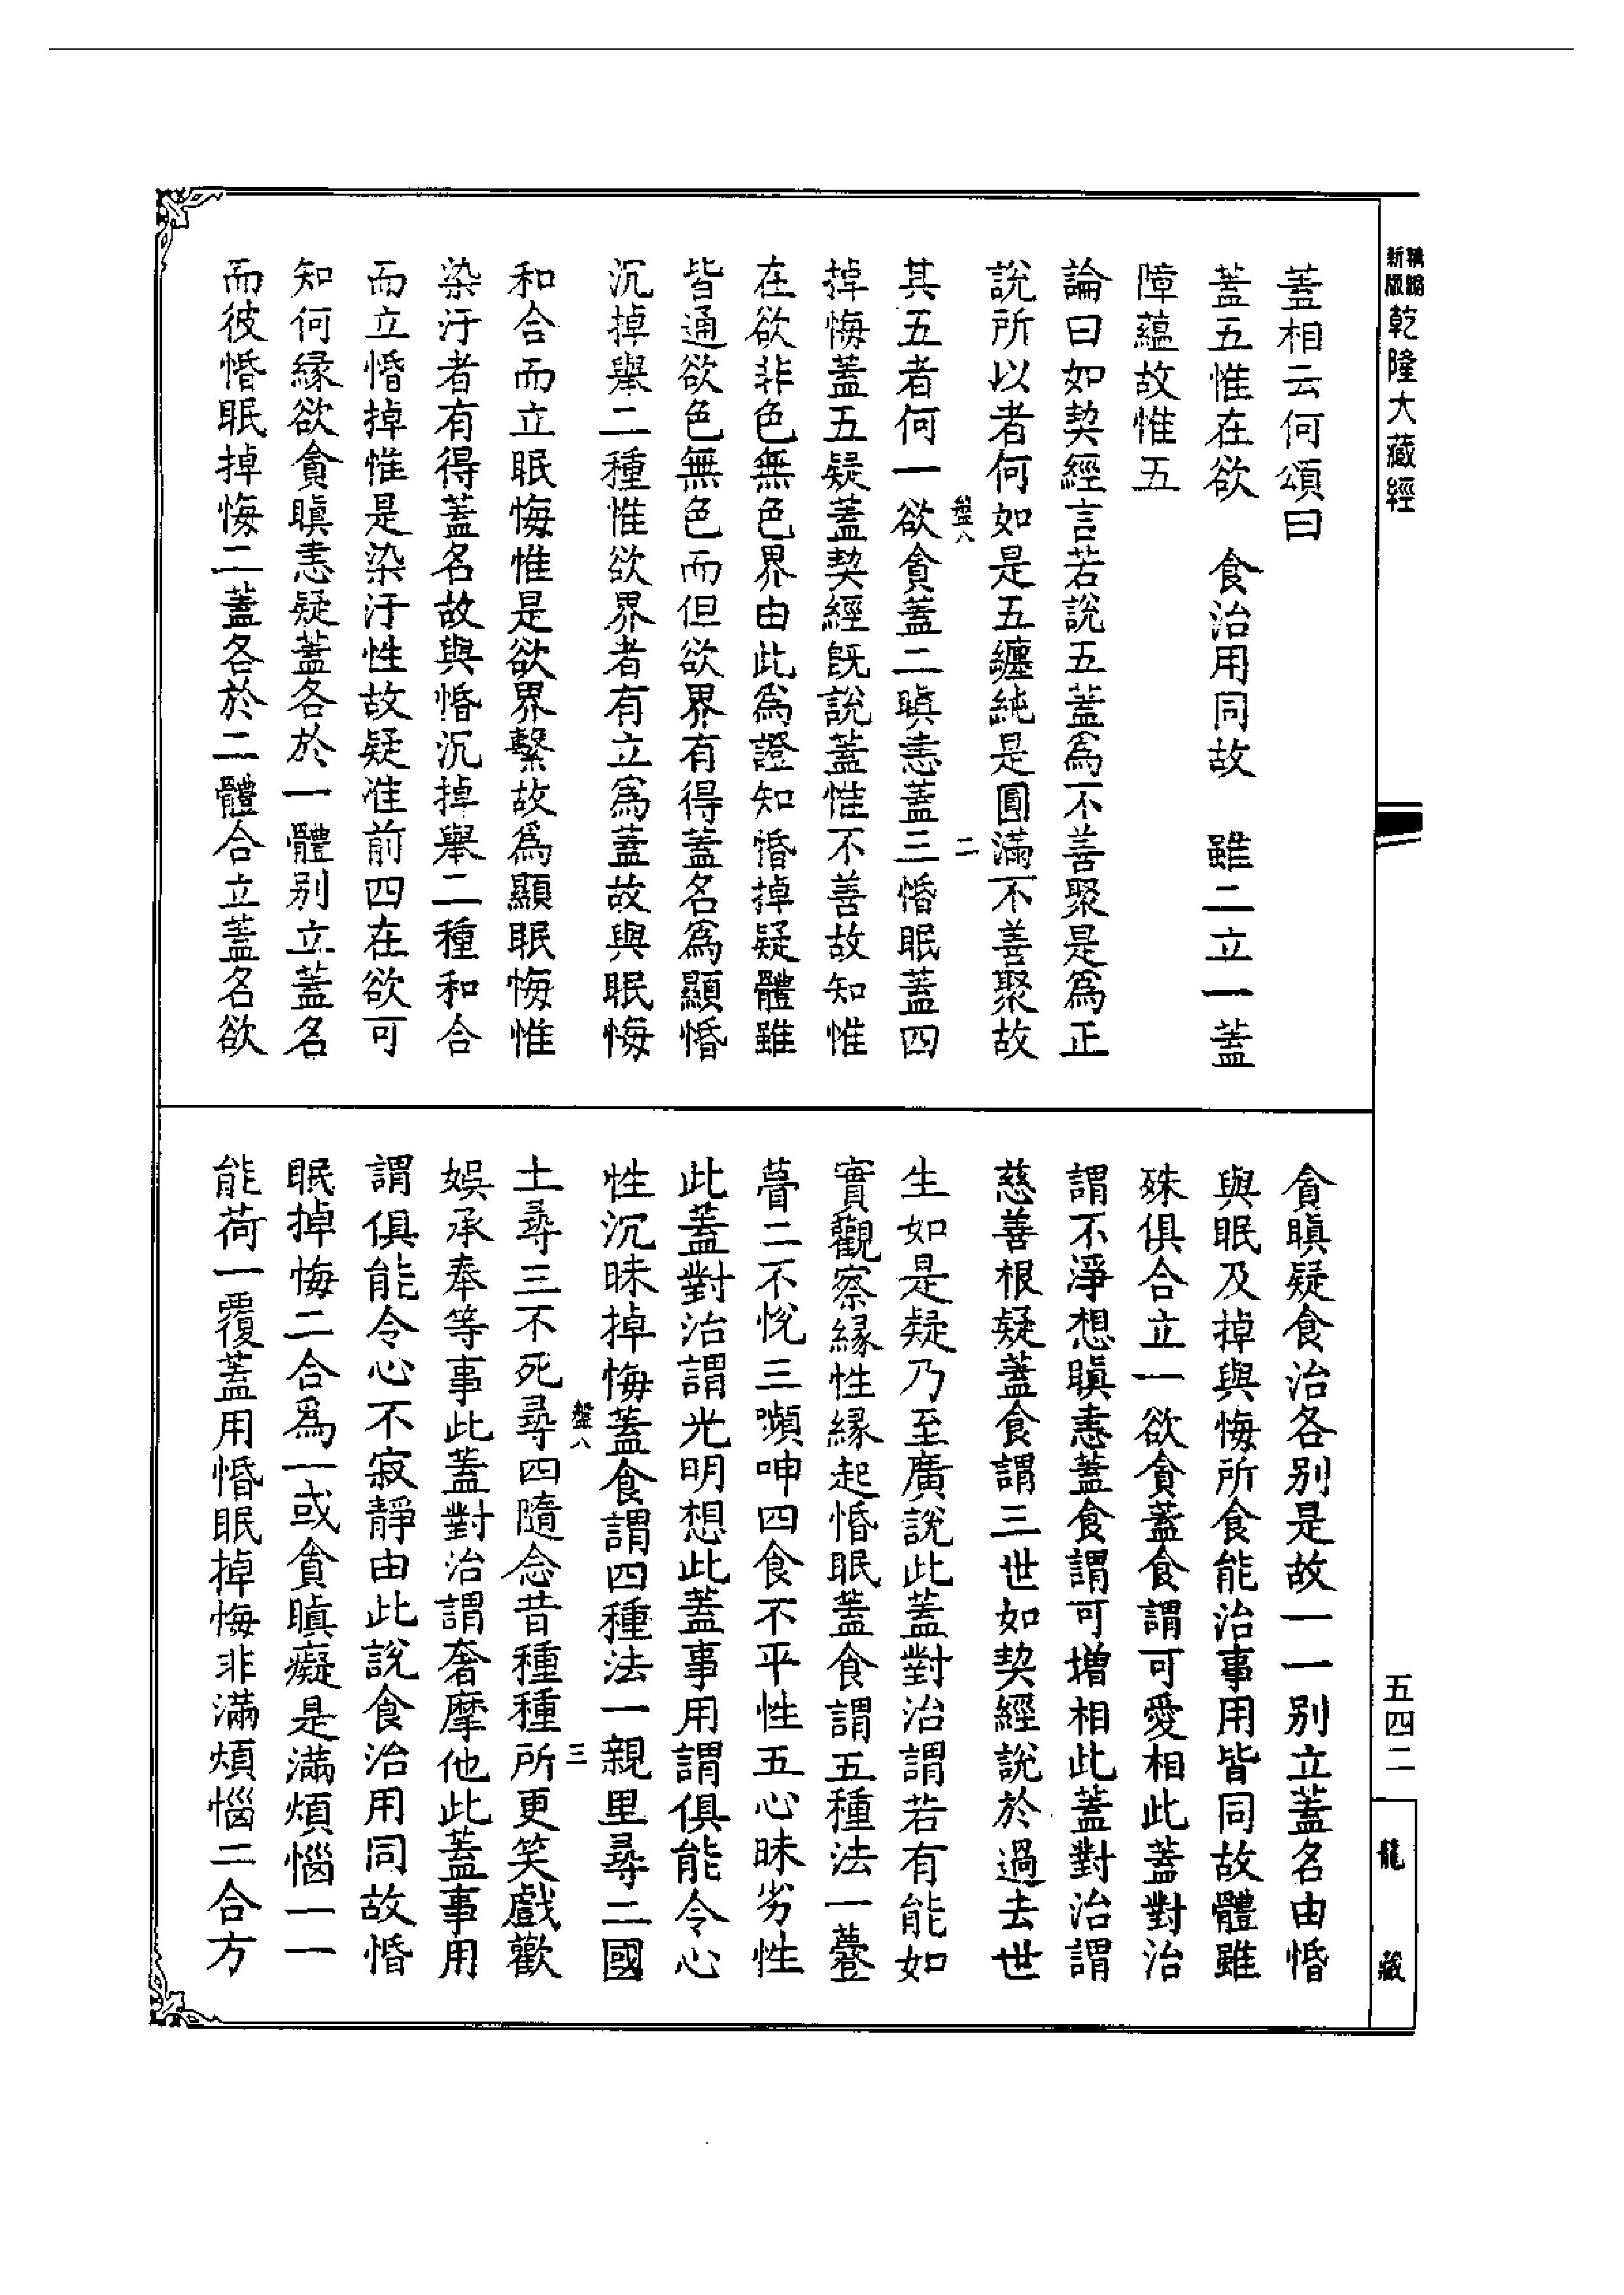 新版
乾隆大藏經
蓋相云何頌曰
蓋五惟在欲　食治用同故　雖二立一蓋
障蘊故惟五
論曰如契經言若說五蓋為不善聚是為正
說所以者何如是五纏純是圓滿不善聚故
盤八　二
其五者何一欲貪蓋二瞋恚蓋三惛眠蓋四
掉悔蓋五疑蓋契經既說蓋惟不善故知惟
在欲非色無色界由此為證知惛掉疑體雖
皆通欲色無色而但欲界有得蓋名為顯惛
沉掉舉二種惟欲界者有立為蓋故與眠悔
和合而立眠悔惟是欲界繫故為顯眠悔惟
染汙者有得蓋名故與惛沉掉舉二種和合
而立惛掉惟是染汙性故疑准前四在欲可
知何緣欲貪瞋恚疑蓋各於一體別立蓋名
而彼惛眠掉悔二蓋各於二體合立蓋名欲
貪瞋疑食治各別是故一一別立蓋名由惛
與眠及掉與悔所食能治事用皆同故體雖
殊俱合立一欲貪蓋食謂可愛相此蓋對治
謂不淨想瞋恚蓋食謂可增相此蓋對治謂
慈善根疑蓋食謂三世如契經說於過去世
生如是疑乃至廣說此蓋對治謂若有能如
實觀察緣性緣起惛眠蓋食謂五種法一薹
瞢二不悅三嚬呻四食不平性五心昧劣性
此蓋對治謂光明想此蓋事用謂俱能令心
性沉昧掉悔蓋食謂四種法一親里尋二國
盤八　三
土尋三不死尋四隨念昔種種所更笑戲歡
娛承奉等事此蓋對治謂奢摩他此蓋事用
謂俱能令心不寂靜由此說食治用同故惛
眠掉悔二合為一或貪瞋癡是滿煩惱一一
能荷一覆蓋用惛眠掉悔非滿煩惱二合方
五四二
龍藏